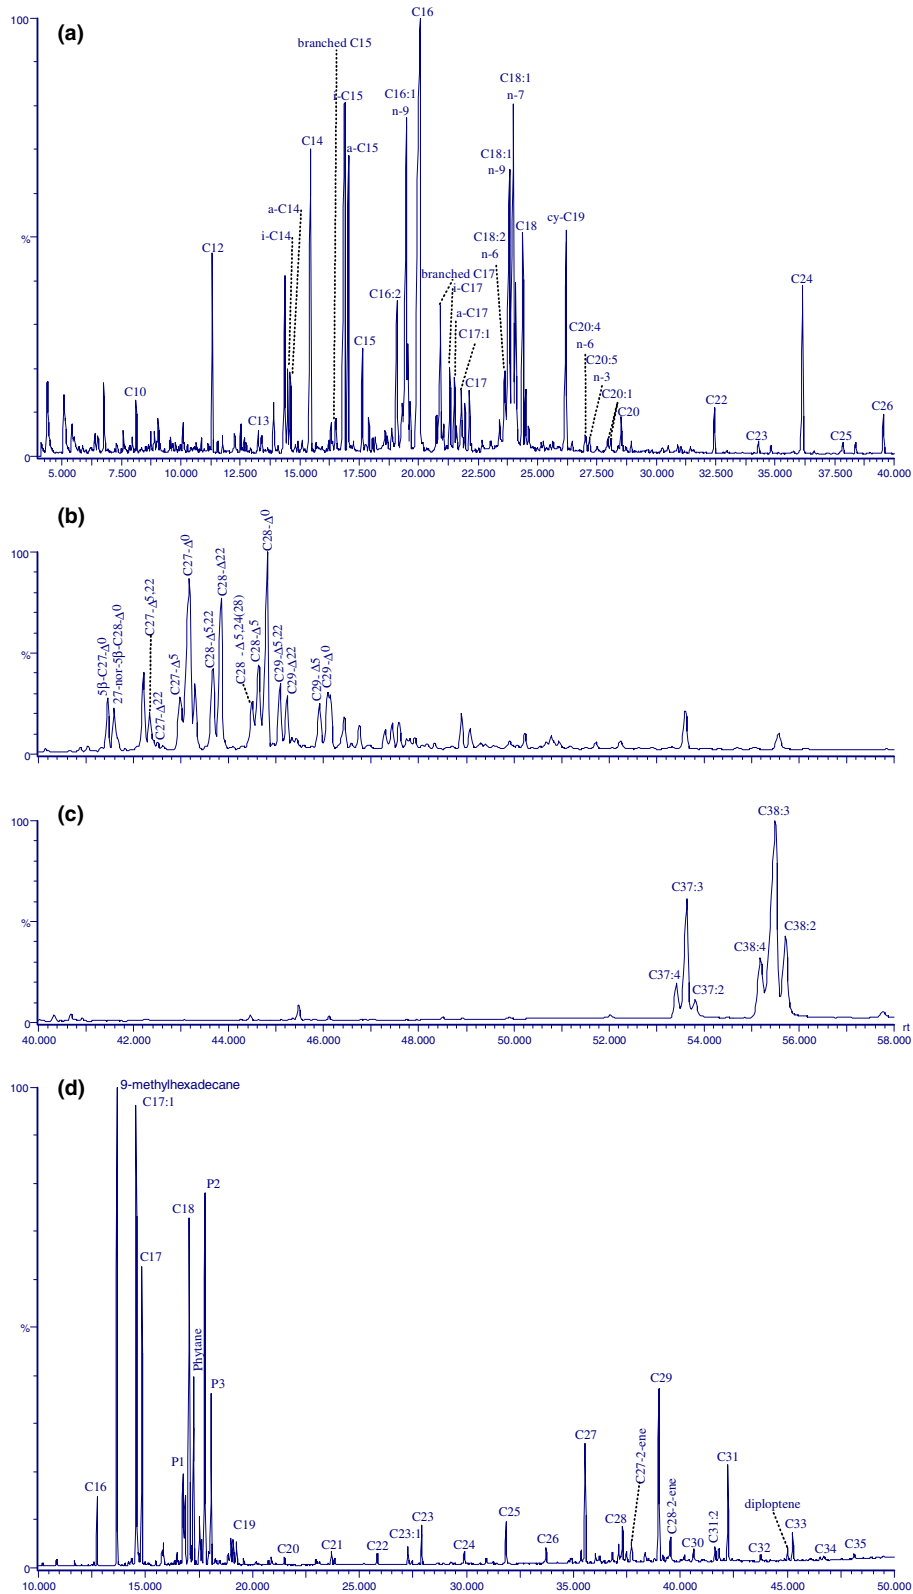 (a)
100
%
0
C10
C12
C13
i-C14
a-C14
C14
branched C15
i-C15
a-C15
C15
C16:2
C16:1
n-9
C16
branched C17
i-C17
a-C17
C17:1
C17
C18:2
n-6
C18:1
n-9
C18:1
n-7
C18
cy-C19
C20:4
n-6
C20:5
n-3
C20:1
C20
C22
C23
C24
C25
C26
5.000 7.500 10.000 12.500 15.000 17.500 20.000 22.500 25.000 27.500 30.000 32.500 35.000 37.500 40.000
(b)
100
%
0
5β-C27-Δ0
27-nor-5β-C28-Δ0
C27-Δ5,22
C27-Δ22
C27-Δ5
C27-Δ0
C28-Δ5,22
C28-Δ22
C28 -Δ5,24(28)
C28-Δ5
C28-Δ0
C29-Δ5,22
C29-Δ22
C29- Δ5
C29-Δ0
(c)
100
%
0
C37:4
C37:3
C37:2
C38:4
C38:3
C38:2
40.000 42.000 44.000 46.000 48.000 50.000 52.000 54.000 56.000 58.000
rt
(d)
100
%
0
C16
9-methylhexadecane
C17:1
C17
P1
C18
Phytane
P2
P3
C19
C20
C21
C22
C23:1
C23
C24
C25
C26
C27
C28
C27-2-ene
C29
C28-2-ene
C30
C31:2
C31
C32
diploptene
C33
C34
C35
10.000 15.000 20.000 25.000 30.000 35.000 40.000 45.000 50.000